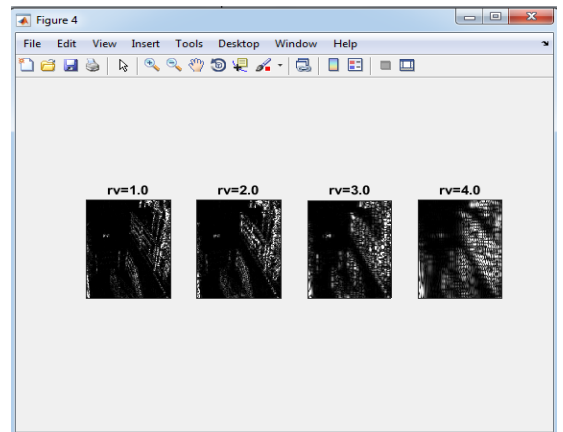 Figure 4
File Edit View Insert Tools Desktop Window Help
rv=1.0 rv=2.0 rv=3.0 rv=4.0